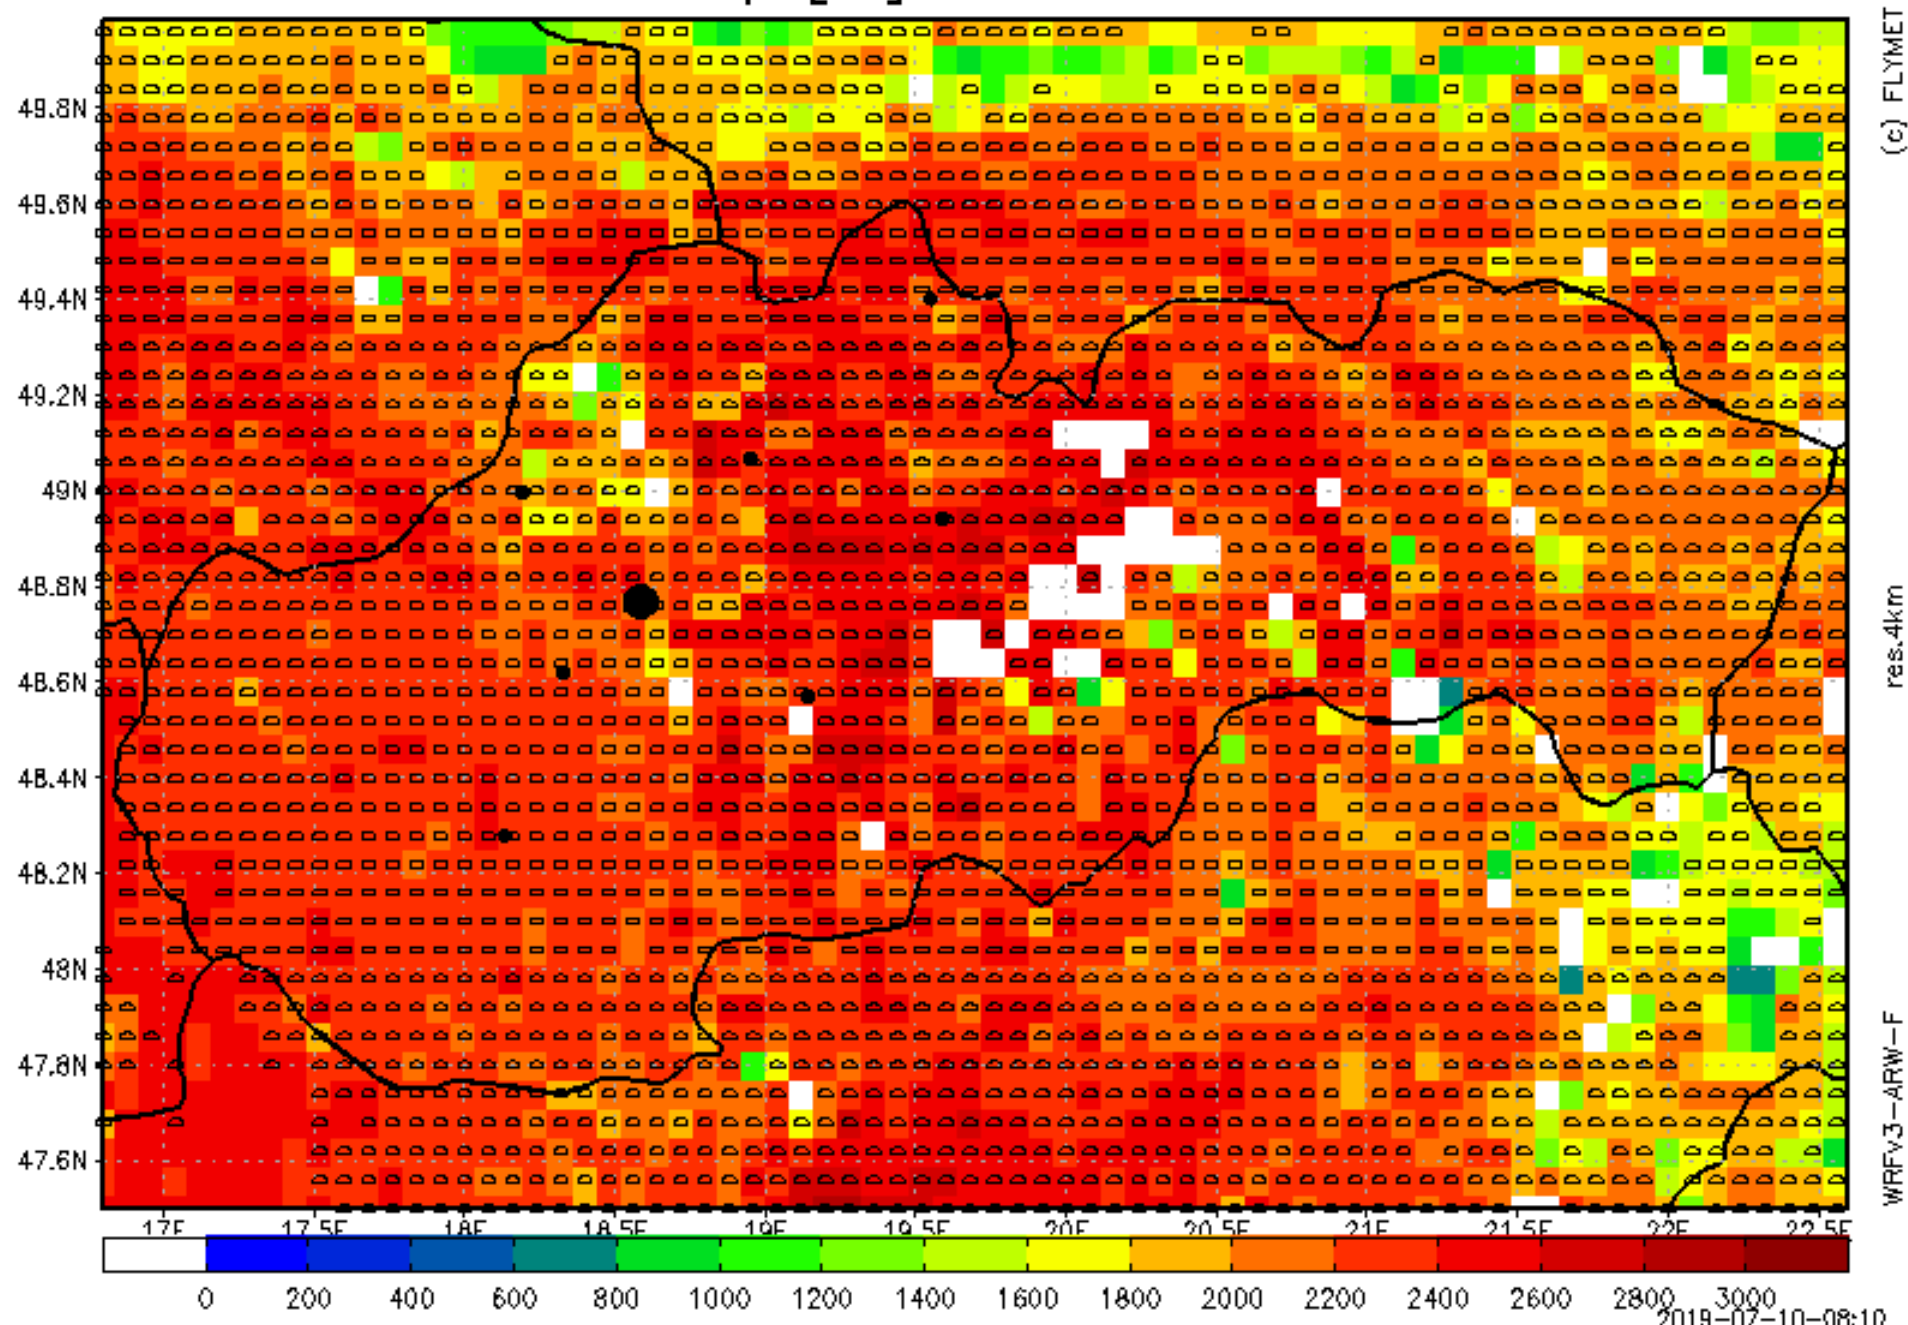 49.8N
49.6N
49.4N
49.2N
49N
48.8N
48.6N
48.4N
48.2N
48N
47.8N
47.6N
17E 17.5E 18E 18.5E 19E 19.5E 20E 20.5E 21E 21.5E 22E 22.5E
0 200 400 600 800 1000 1200 1400 1600 1800 2000 2200 2400 2600 2800 3000
2019-07-10-08:10
(c) FLYMET
res.4km
WRFv3-ARW-F